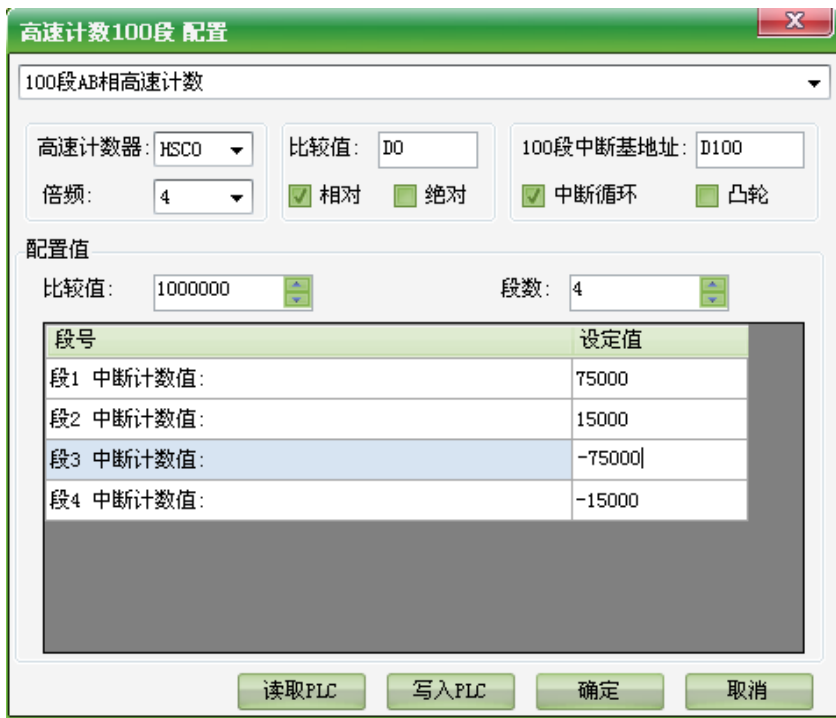 高速计数100段 配置
100段AB相高速计数
高速计数器: HSC0 比较值: D0 100段中断基地址: D100
倍频: 4 相对 绝对 中断循环 凸轮
配置值
比较值: 1000000 段数: 4
段号 设定值
段1 中断计数值: 75000
段2 中断计数值: 15000
段3 中断计数值: -75000
段4 中断计数值: -15000
读取PLC 写入PLC 确定 取消